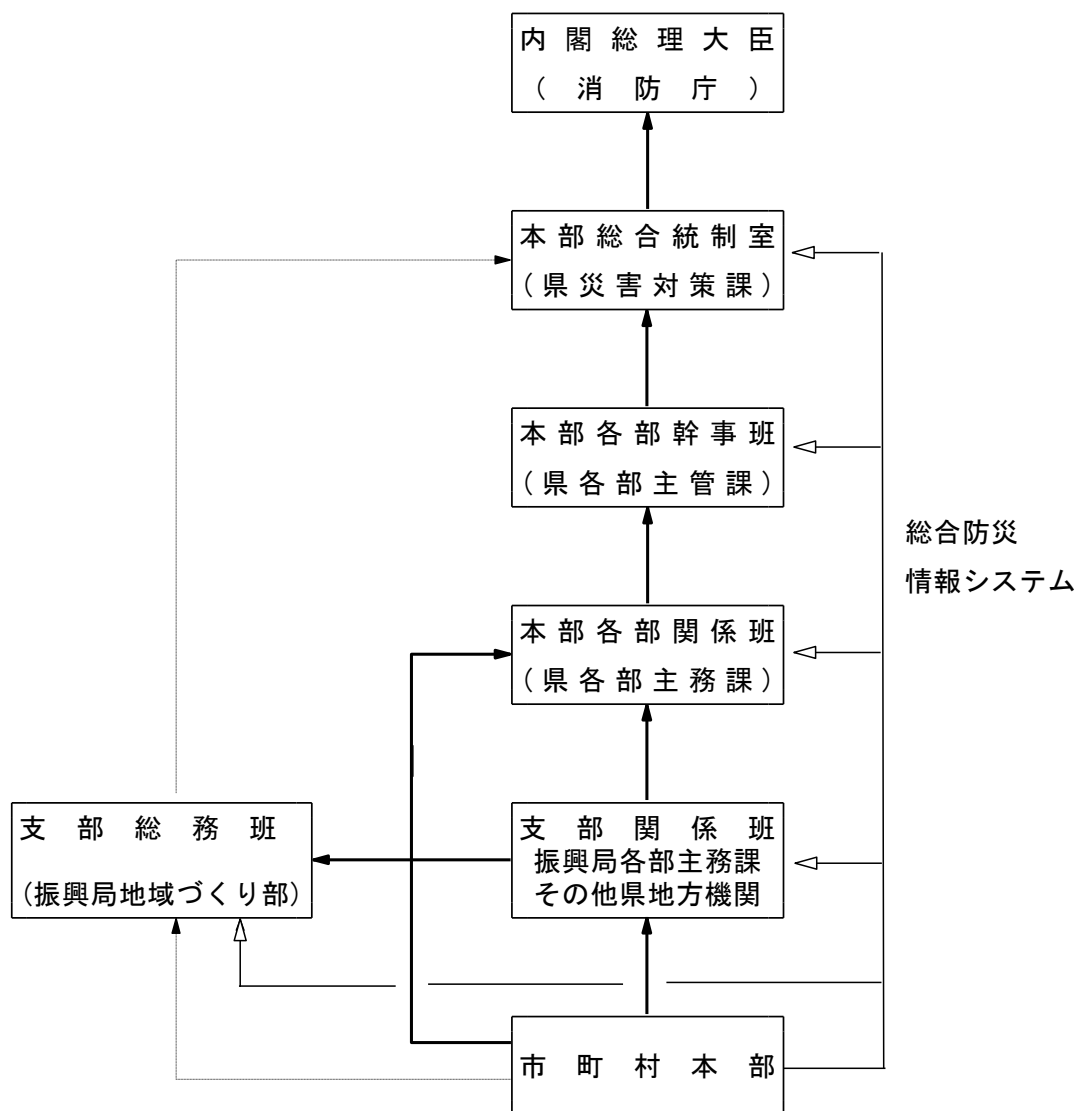 内閣総理大臣
(消防庁)
本部総合統制室
(県災害対策課)
本部各部幹事班
(県各部主管課)
総合防災
情報システム
本部各部関係班
(県各部主務課)
支部総務班
(振興局地域づくり部)
支部関係班
振興局各部主務課
その他県地方機関
市町村本部